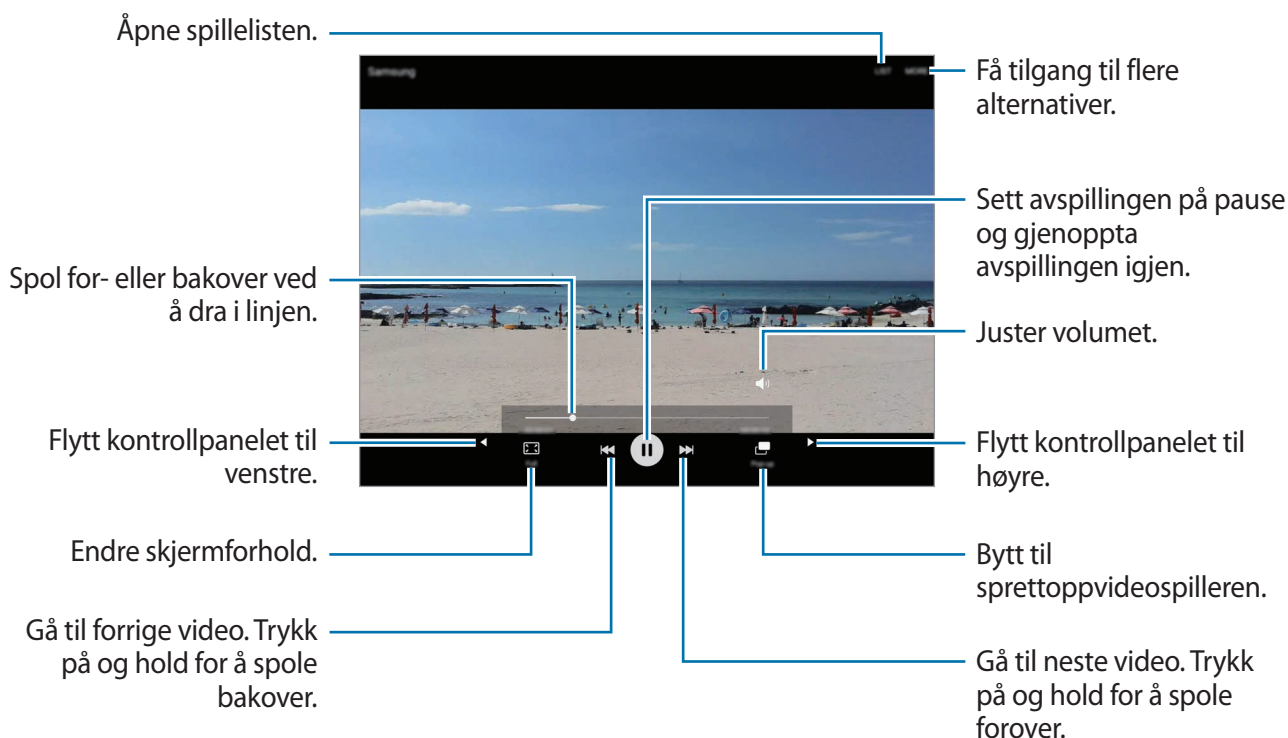 Åpne spillelisten.
Samsung
LIST MORE
Få tilgang til flere
alternativer.
Sett avspillingen på pause
og gjenoppta
avspillingen igjen.
Spol for- eller bakover ved
å dra i linjen.
Juster volumet.
Flytt kontrollpanelet til
venstre.
Flytt kontrollpanelet til
høyre.
Full
Pop-up
Endre skjermforhold.
Bytt til
sprettoppvideospilleren.
Gå til forrige video. Trykk
på og hold for å spole
bakover.
Gå til neste video. Trykk
på og hold for å spole
forover.